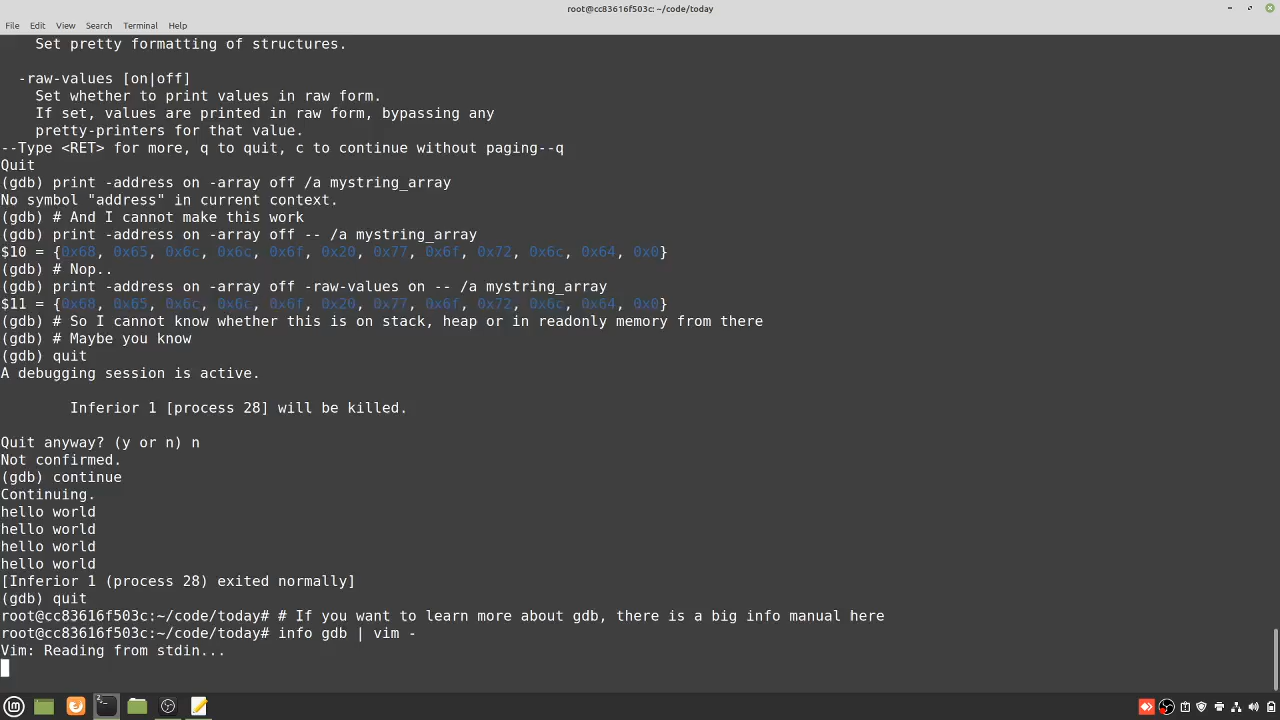 root@cc83616f503c: ~/code/today
File Edit View Search Terminal Help
Set pretty formatting of structures.
-raw-values [on|off]
Set whether to print values in raw form.
If set, values are printed in raw form, bypassing any
pretty-printers for that value.
--Type <RET> for more, q to quit, c to continue without paging--q
Quit
(gdb) print -address on -array off /a mystring_array
No symbol "address" in current context.
(gdb) # And I cannot make this work
(gdb) print -address on -array off -- /a mystring_array
$10 = {0x68, 0x65, 0x6c, 0x6c, 0x6f, 0x20, 0x77, 0x6f, 0x72, 0x6c, 0x64, 0x0}
(gdb) # Nop..
(gdb) print -address on -array off -raw-values on -- /a mystring_array
$11 = {0x68, 0x65, 0x6c, 0x6c, 0x6f, 0x20, 0x77, 0x6f, 0x72, 0x6c, 0x64, 0x0}
(gdb) # So I cannot know whether this is on stack, heap or in readonly memory from there
(gdb) # Maybe you know
(gdb) quit
A debugging session is active.
Inferior 1 [process 28] will be killed.
Quit anyway? (y or n) n
Not confirmed.
(gdb) continue
Continuing.
hello world
hello world
hello world
hello world
[Inferior 1 (process 28) exited normally]
(gdb) quit
root@cc83616f503c:~/code/today# # If you want to learn more about gdb, there is a big info manual here
root@cc83616f503c:~/code/today# info gdb | vim -
Vim: Reading from stdin...